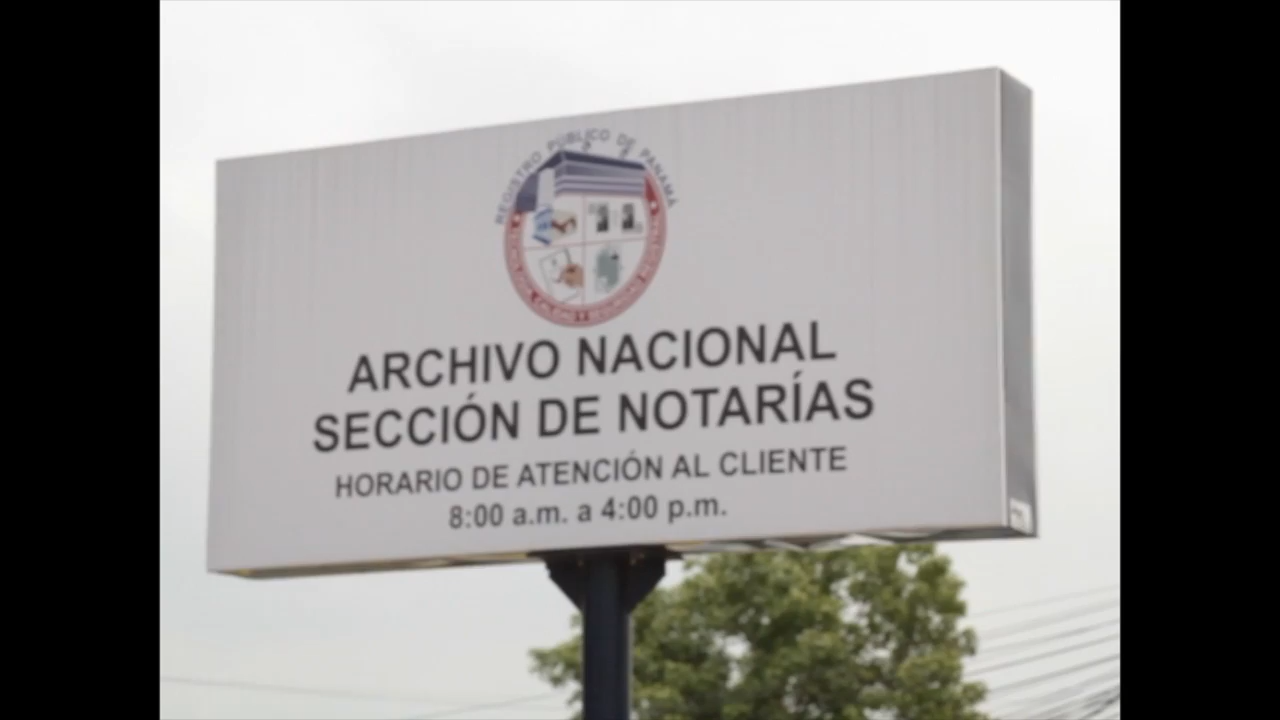 REGISTRO PÚBLICO DE PANAMÁ
ARCHIVO NACIONAL
SECCIÓN DE NOTARÍAS
HORARIO DE ATENCIÓN AL CLIENTE
8:00 a.m. a 4:00 p.m.